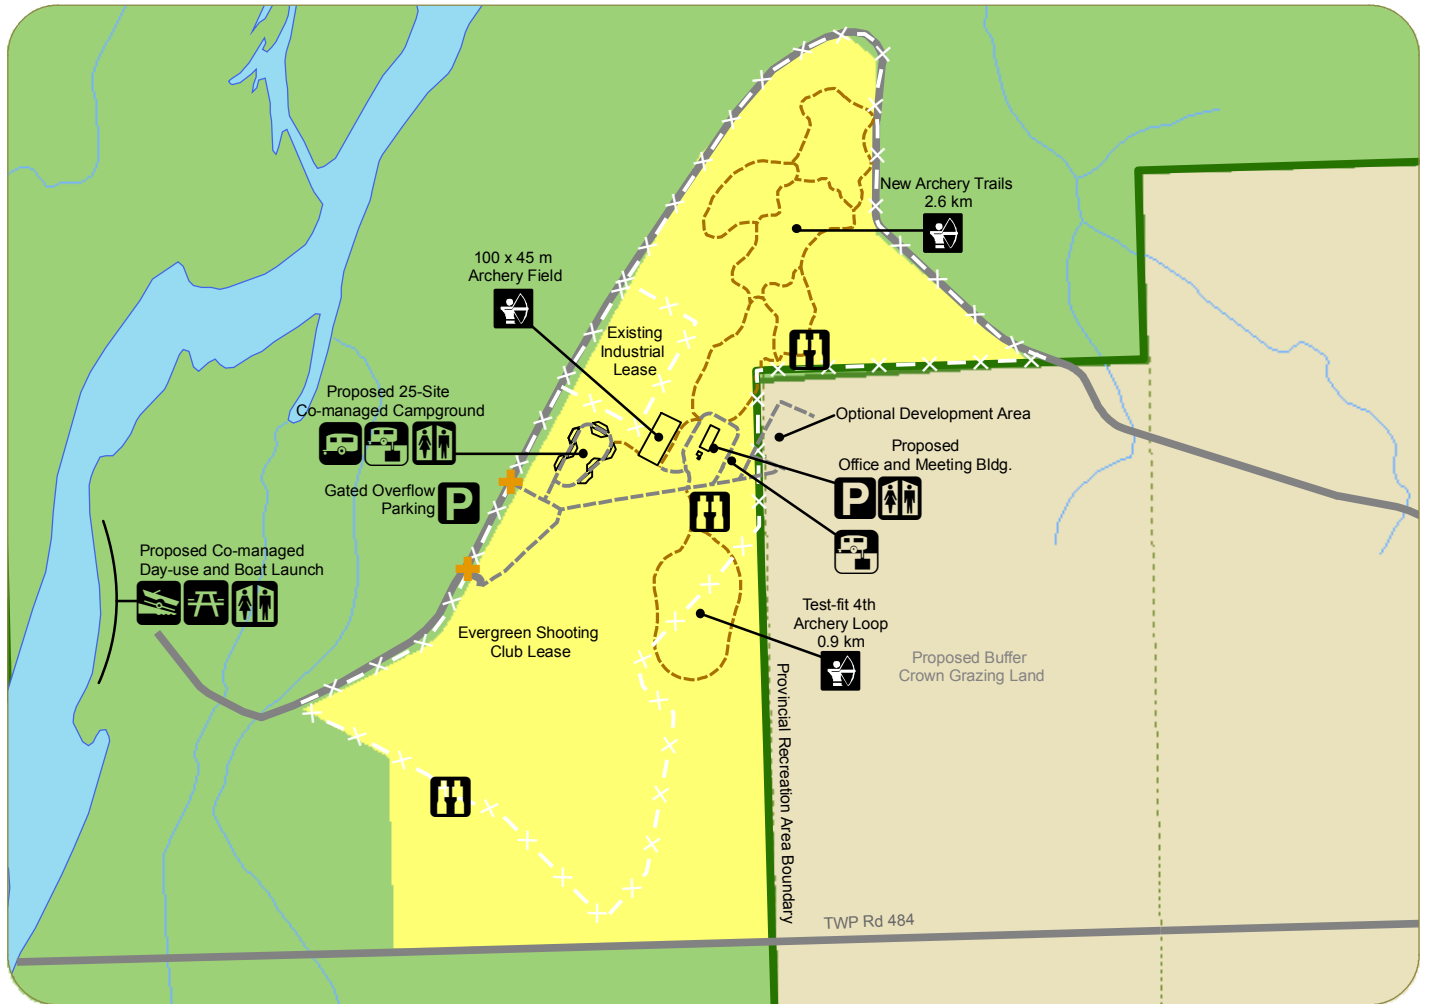 New Archery Trails
2.6 km
100 x 45 m
Archery Field
Existing
Industrial
Lease
Proposed 25-Site
Co-managed Campground
Optional Development Area
Proposed
Office and Meeting Bldg.
P
Gated Overflow
Parking
P
Proposed Co-managed
Day-use and Boat Launch
Test-fit 4th
Archery Loop
0.9 km
Evergreen Shooting
Club Lease
Proposed Buffer
Crown Grazing Land
Provincial Recreation Area Boundary
TWP Rd 484